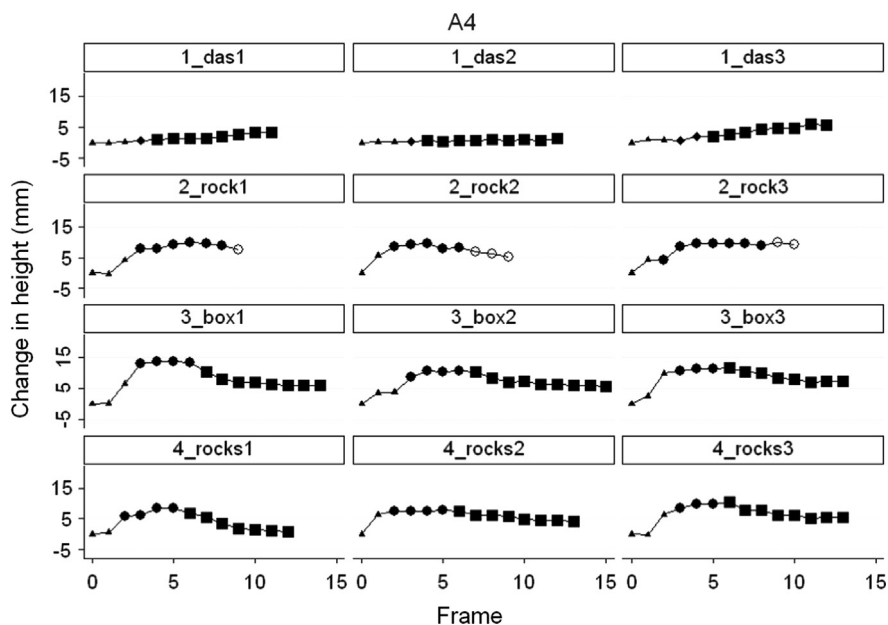 A4
1_das1 1_das2 1_das3
15
5
-5
2_rock1 2_rock2 2_rock3
15
5
-5
3_box1 3_box2 3_box3
15
5
-5
4_rocks1 4_rocks2 4_rocks3
15
5
-5
0 5 10 15 0 5 10 15 0 5 10 15
Frame
Change in height (mm)